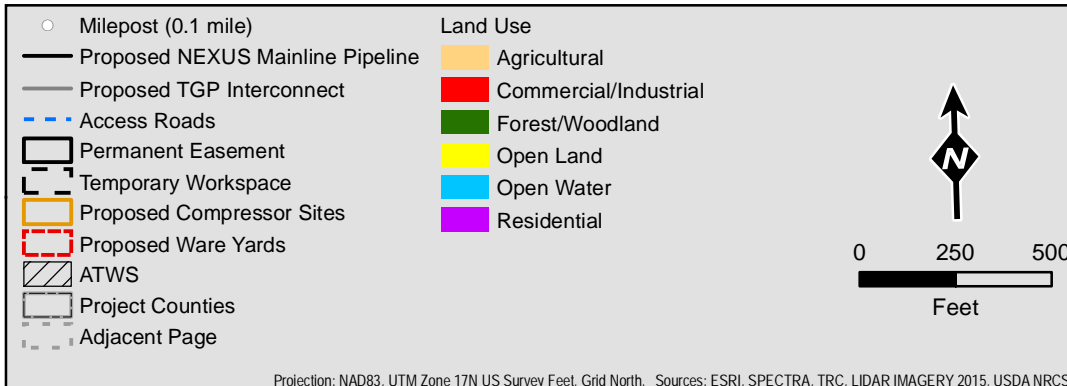 Milepost (0.1 mile)
Proposed NEXUS Mainline Pipeline
Proposed TGP Interconnect
Access Roads
Permanent Easement
Temporary Workspace
Proposed Compressor Sites
Proposed Ware Yards
ATWS
Project Counties
Adjacent Page
Land Use
Agricultural
Commercial/Industrial
Forest/Woodland
Open Land
Open Water
Residential
N
0 250 500
Feet
Projection: NAD83, UTM Zone 17N US Survey Feet, Grid North. Sources: ESRI, SPECTRA, TRC, LIDAR IMAGERY 2015, USDA NRCS